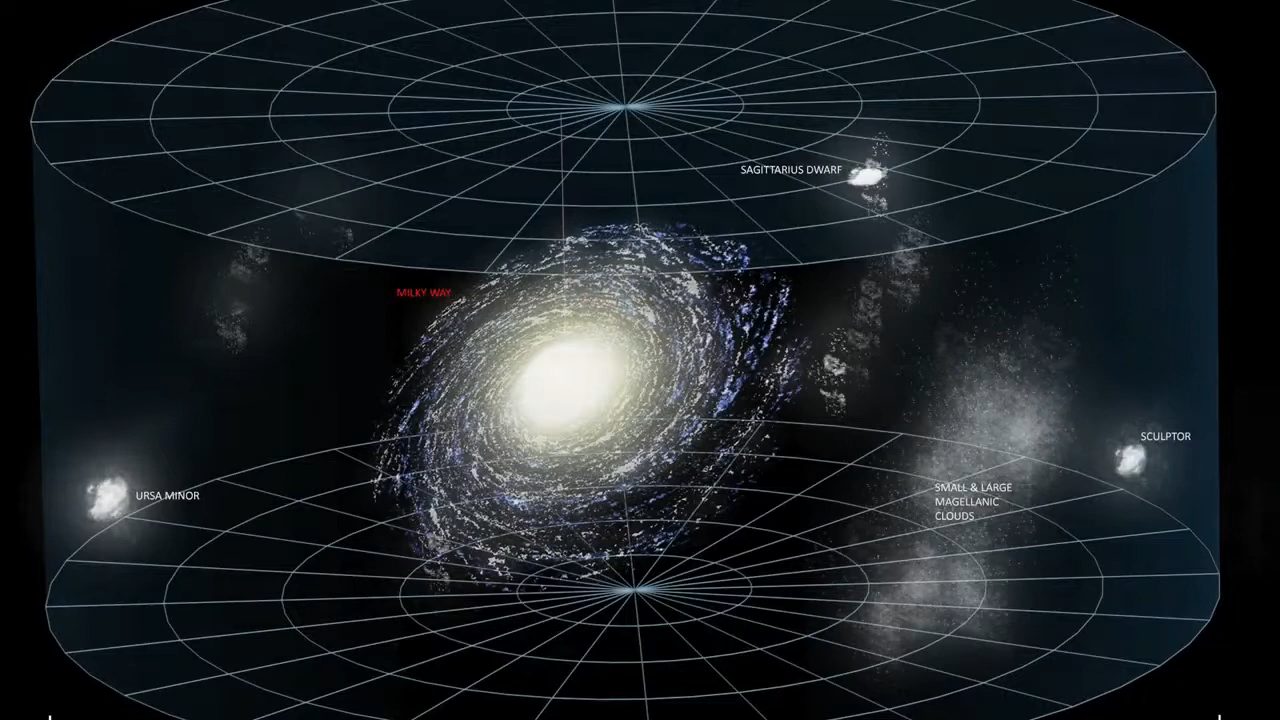 SAGITTARIUS DWARF
MILKY WAY
SCULPTOR
URSA MINOR
SMALL & LARGE
MAGELLANIC
CLOUDS